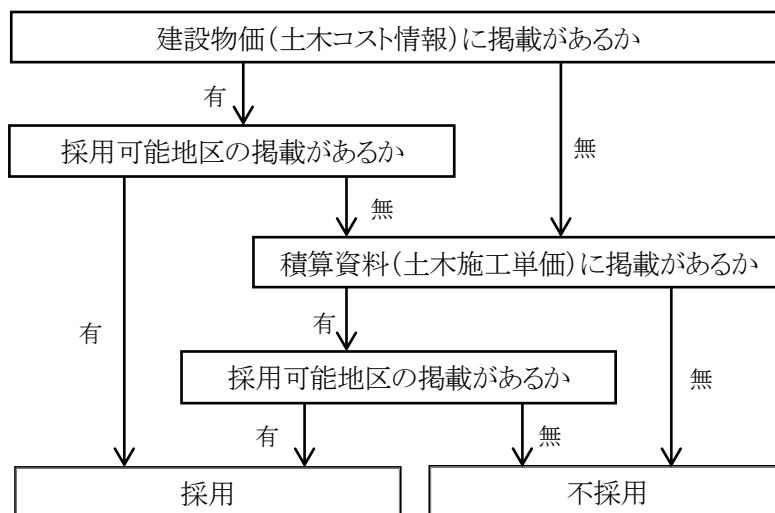 建設物価(土木コスト情報)に掲載があるか
有
採用可能地区の掲載があるか
無
無
積算資料(土木施工単価)に掲載があるか
有
有
採用可能地区の掲載があるか
無
有
無
採用
不採用